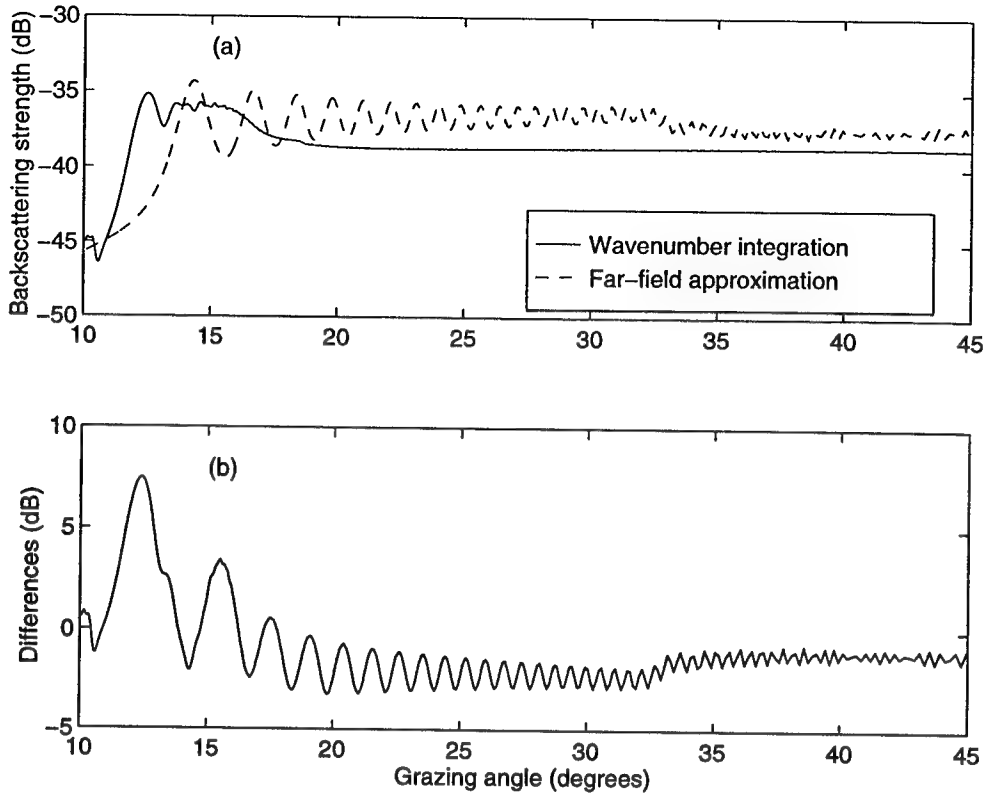 −30
−35
−40
−45
−50
Backscattering strength (dB)
(a)
Wavenumber integration
Far−field approximation
10 15 20 25 30 35 40 45
10
5
0
−5
Differences (dB)
(b)
10 15 20 25 30 35 40 45
Grazing angle (degrees)